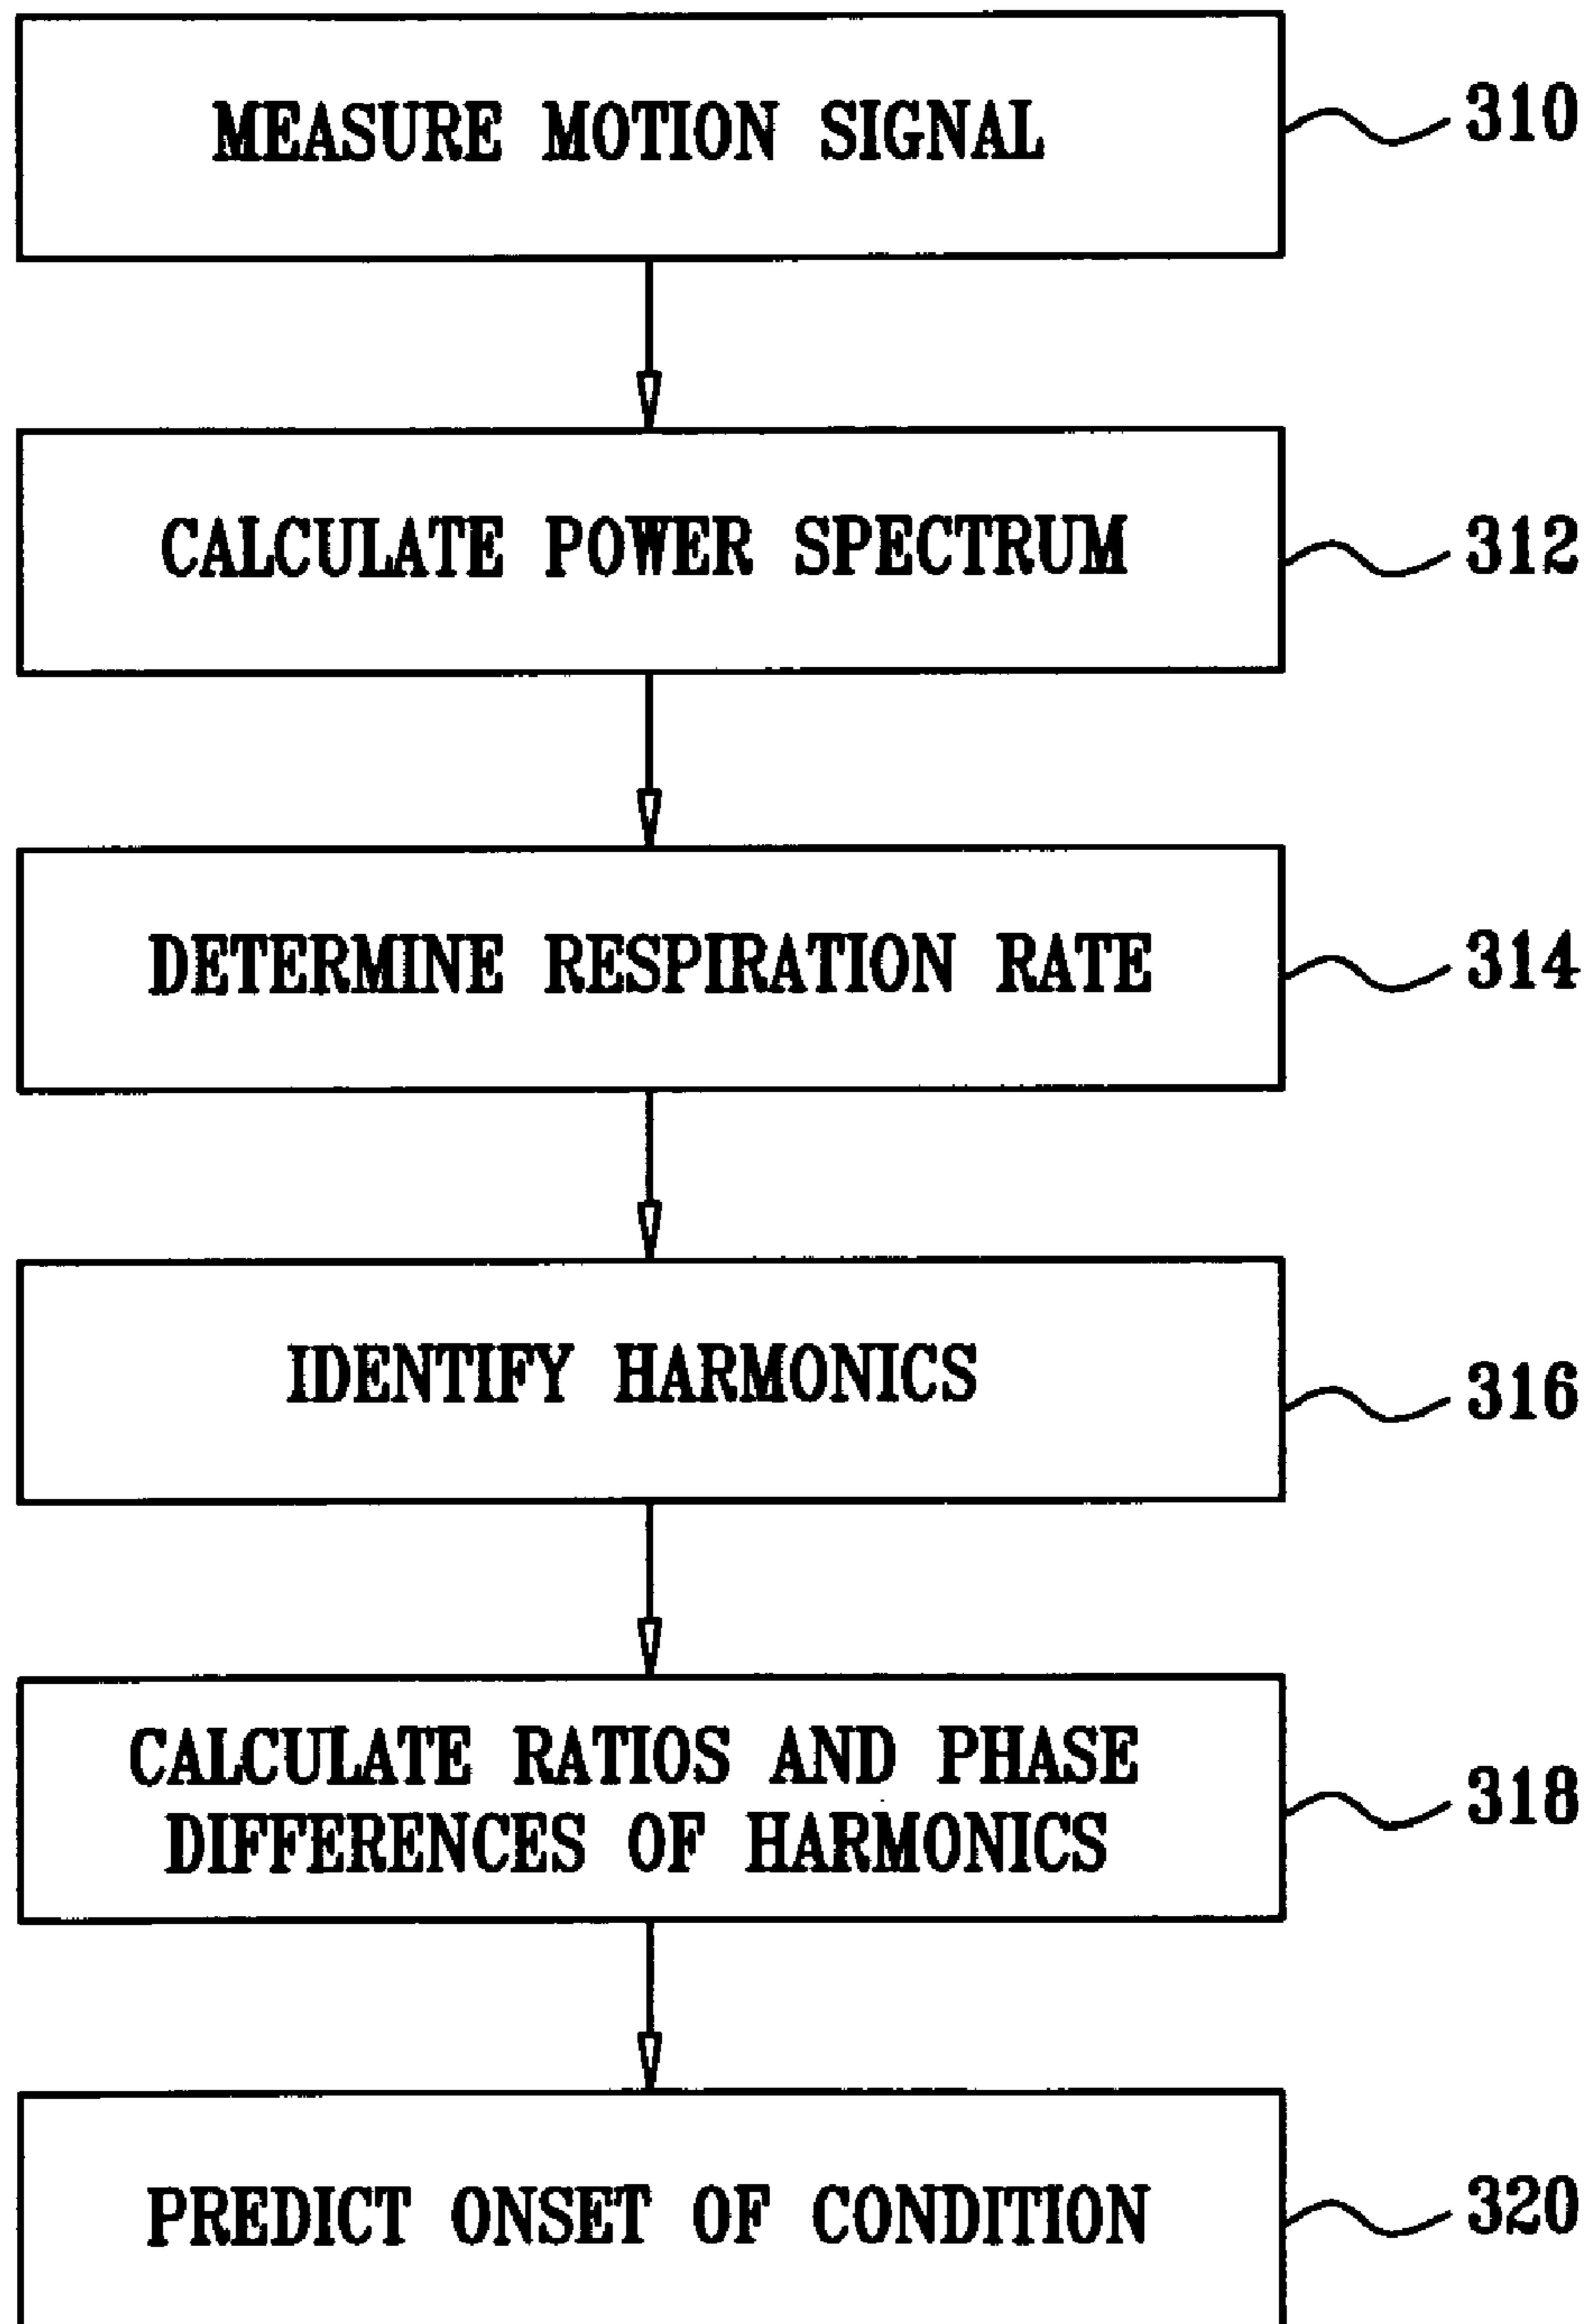 MEASURE MOTION SIGNAL
310
CALCULATE POWER SPECTRUM
312
DETERMINE RESPIRATION RATE
314
IDENTIFY HARMONICS
316
CALCULATE RATIOS AND PHASE
DIFFERENCES OF HARMONICS
318
PREDICT ONSET OF CONDITION
320